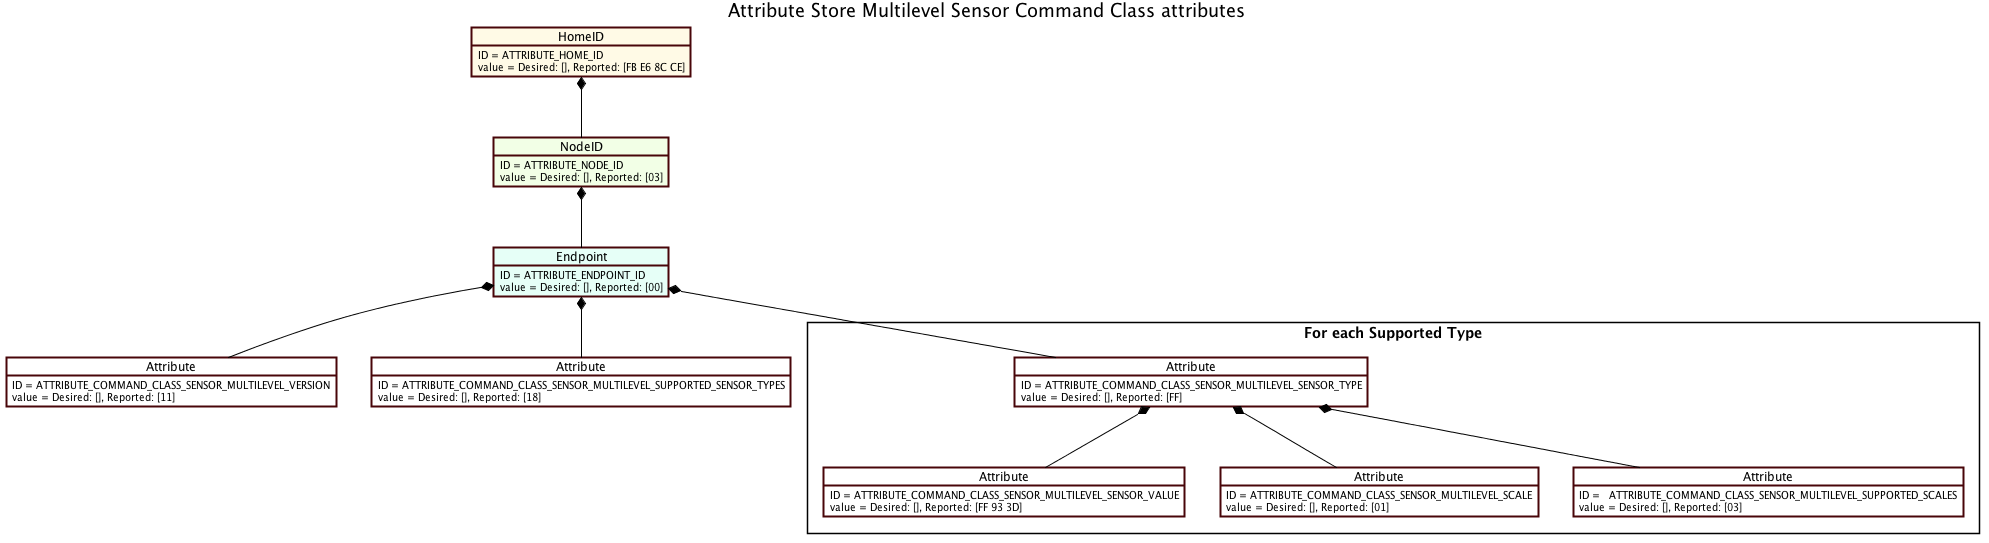 Attribute Store Multilevel Sensor Command Class attributes
HomeID
ID = ATTRIBUTE_HOME_ID
value = Desired: [], Reported: [FB E6 8C CE]
NodeID
ID = ATTRIBUTE_NODE_ID
value = Desired: [], Reported: [03]
Endpoint
ID = ATTRIBUTE_ENDPOINT_ID
value = Desired: [], Reported: [00]
For each Supported Type
Attribute
ID = ATTRIBUTE_COMMAND_CLASS_SENSOR_MULTILEVEL_VERSION
value = Desired: [], Reported: [11]
Attribute
ID = ATTRIBUTE_COMMAND_CLASS_SENSOR_MULTILEVEL_SUPPORTED_SENSOR_TYPES
value = Desired: [], Reported: [18]
Attribute
ID = ATTRIBUTE_COMMAND_CLASS_SENSOR_MULTILEVEL_SENSOR_TYPE
value = Desired: [], Reported: [FF]
Attribute
ID = ATTRIBUTE_COMMAND_CLASS_SENSOR_MULTILEVEL_SENSOR_VALUE
value = Desired: [], Reported: [FF 93 3D]
Attribute
ID = ATTRIBUTE_COMMAND_CLASS_SENSOR_MULTILEVEL_SCALE
value = Desired: [], Reported: [01]
Attribute
ID =   ATTRIBUTE_COMMAND_CLASS_SENSOR_MULTILEVEL_SUPPORTED_SCALES
value = Desired: [], Reported: [03]